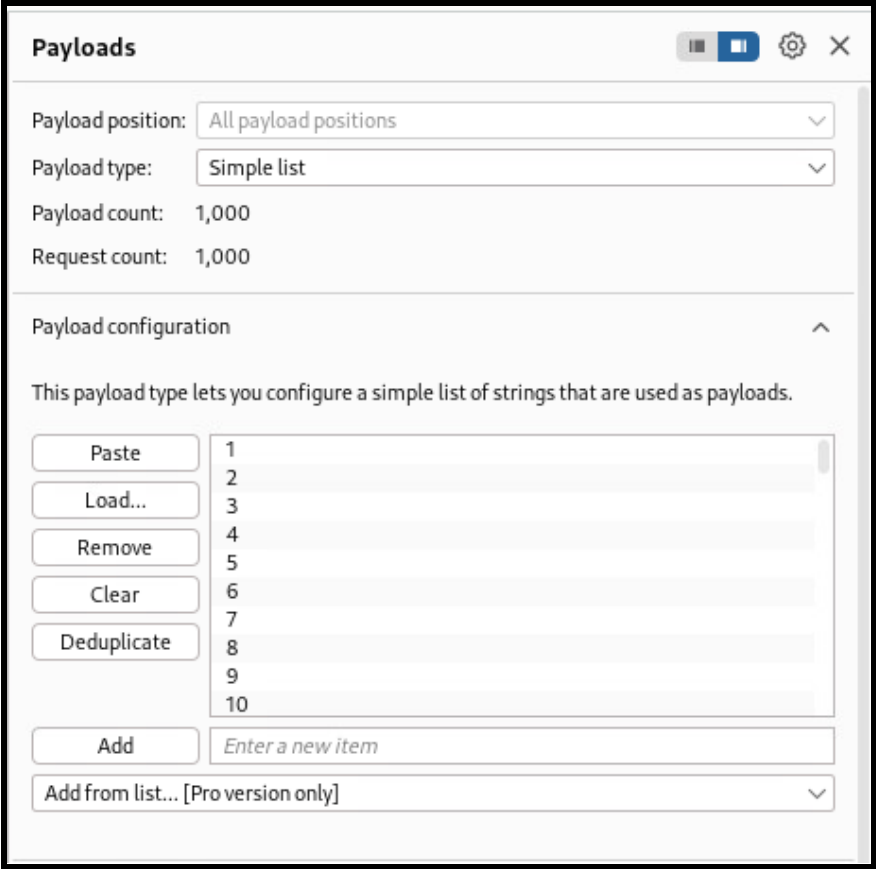 Payloads
Payload position: All payload positions
Payload type: Simple list
Payload count: 1,000
Request count: 1,000
Payload configuration
This payload type lets you configure a simple list of strings that are used as payloads.
Paste
Load...
Remove
Clear
Deduplicate
1
2
3
4
5
6
7
8
9
10
Add
Enter a new item
Add from list... [Pro version only]